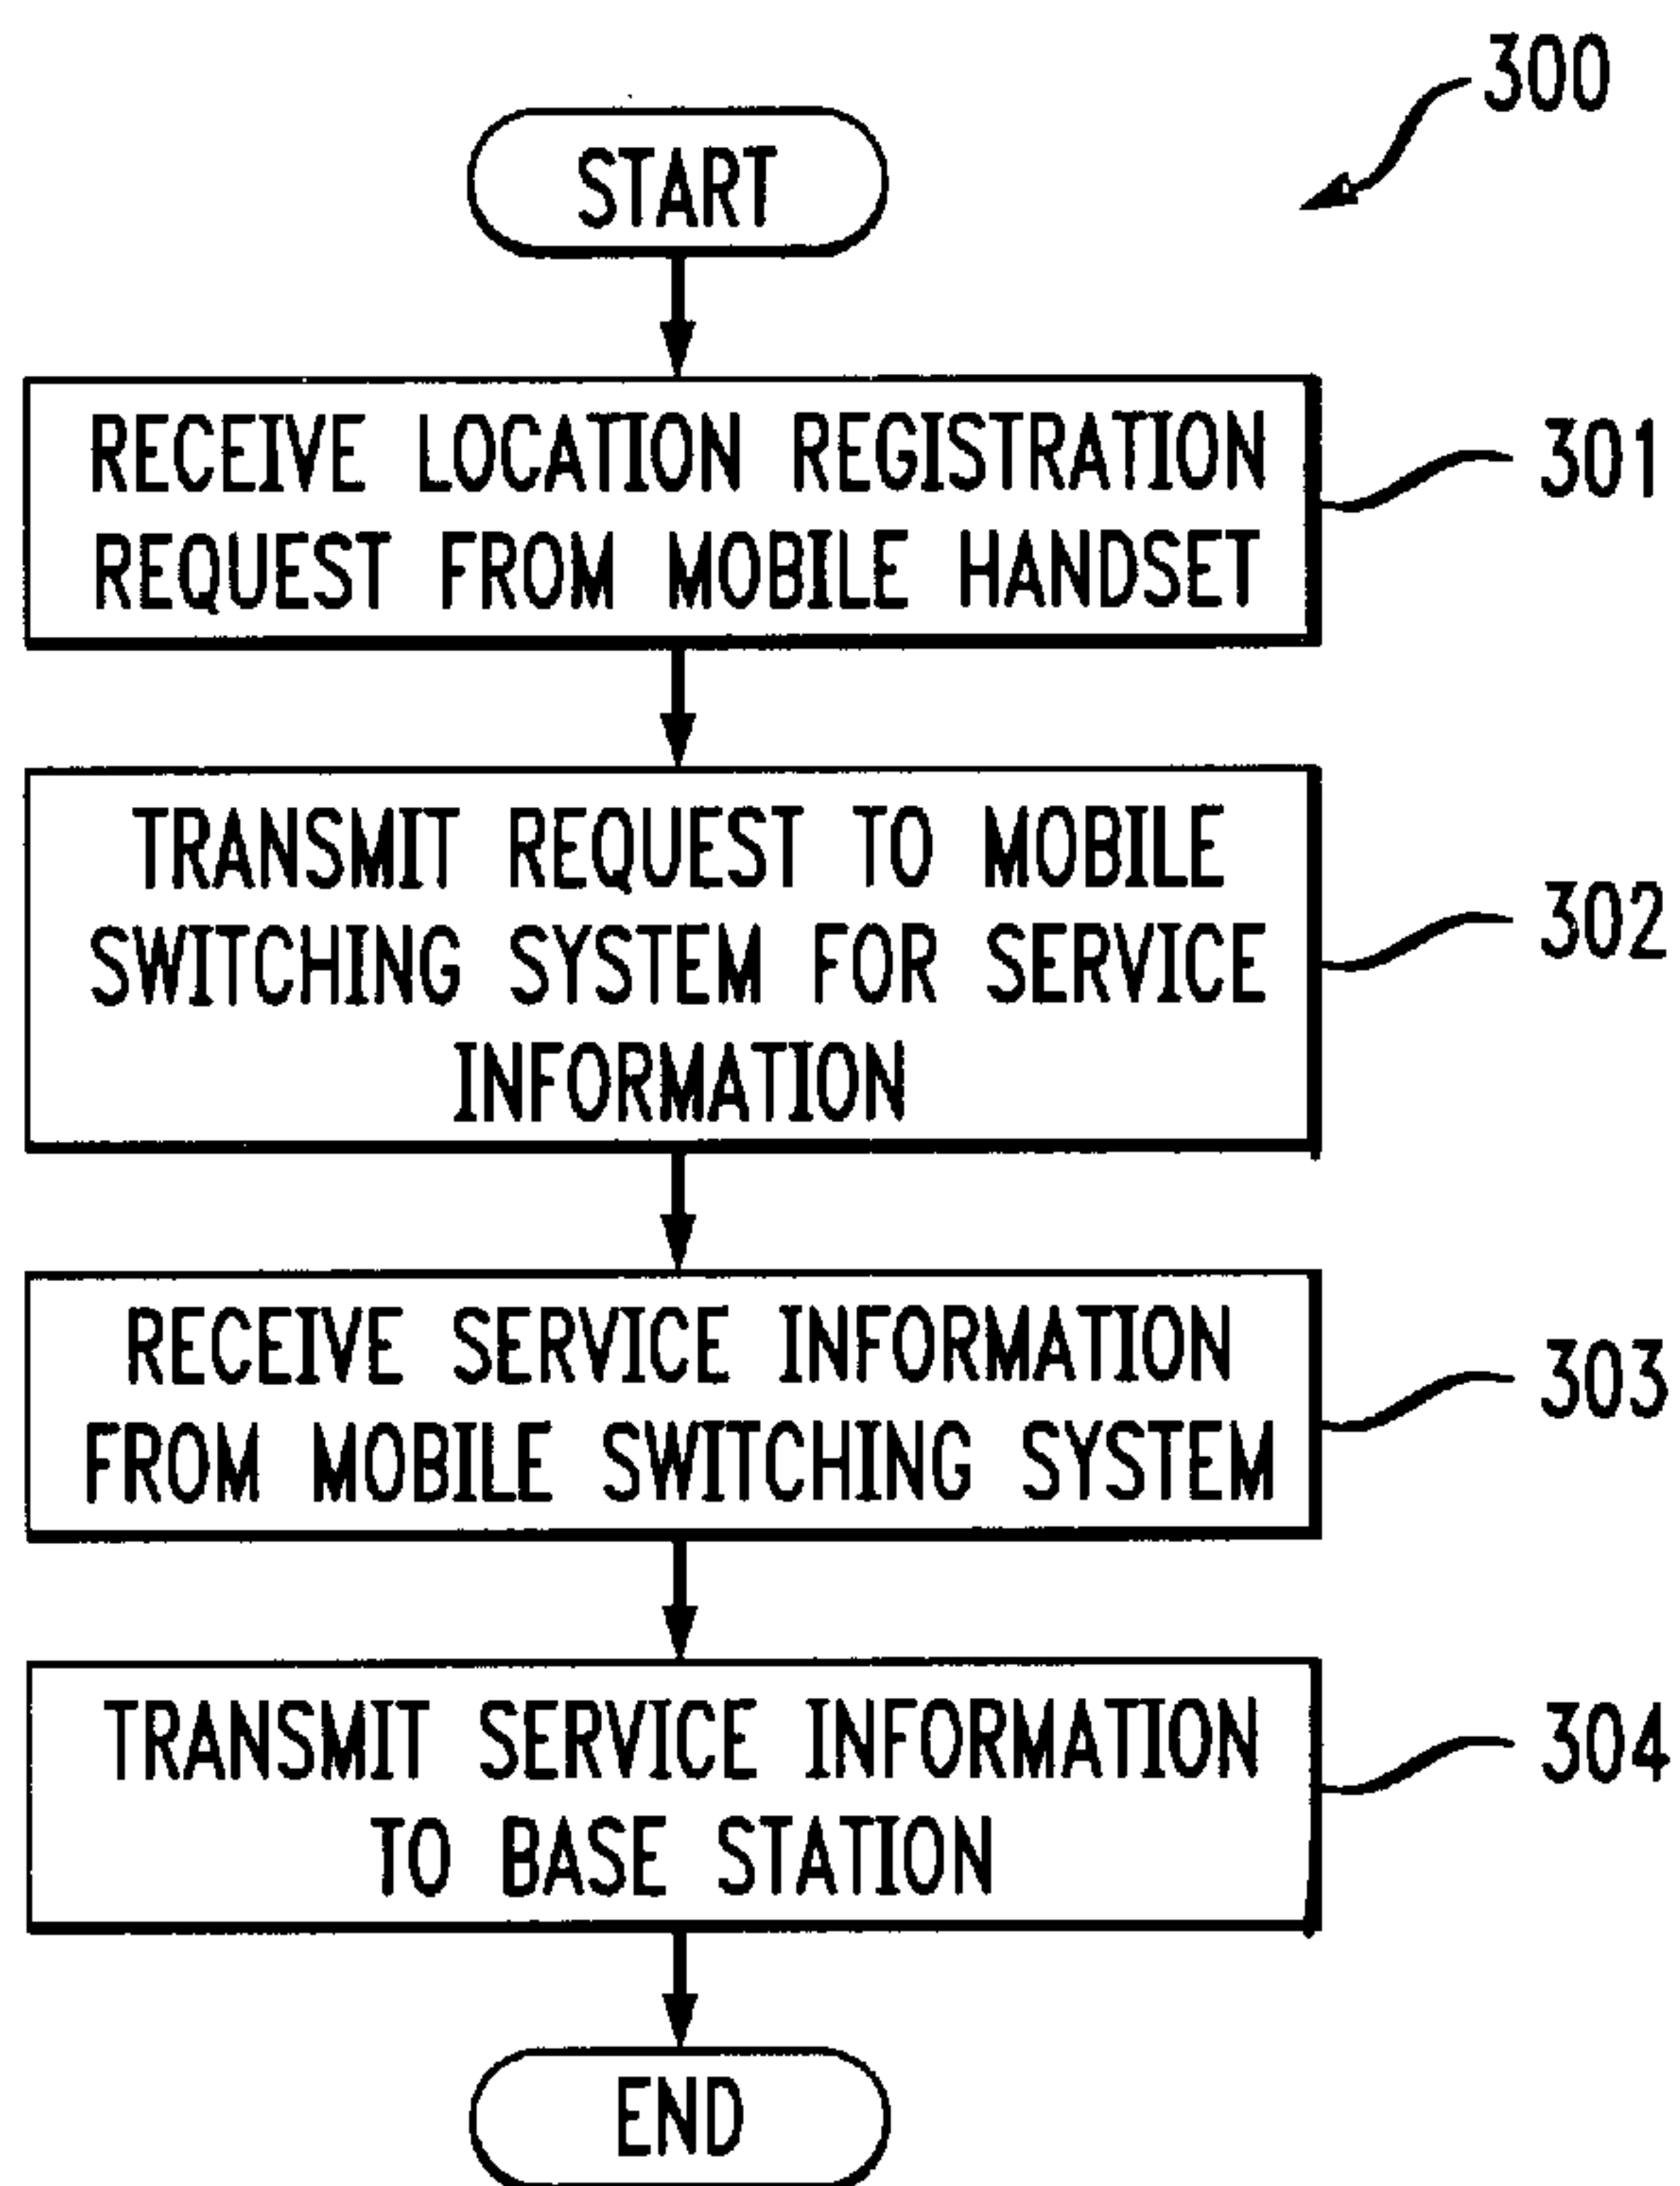 300
START
RECEIVE LOCATION REGISTRATION
REQUEST FROM MOBILE HANDSET
301
TRANSMIT REQUEST TO MOBILE
SWITCHING SYSTEM FOR SERVICE
INFORMATION
302
RECEIVE SERVICE INFORMATION
FROM MOBILE SWITCHING SYSTEM
303
TRANSMIT SERVICE INFORMATION
TO BASE STATION
304
END